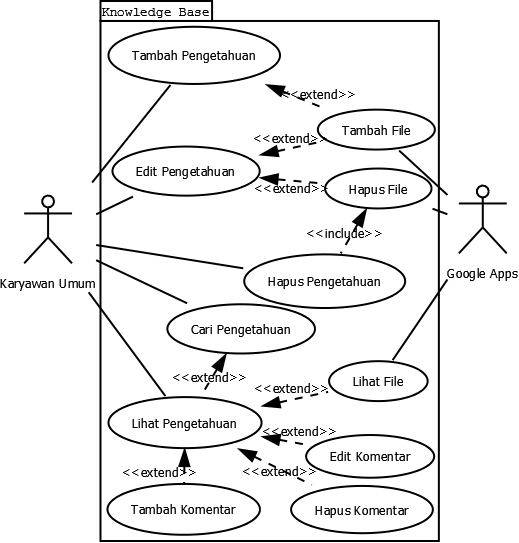 Knowledge Base
Tambah Pengetahuan
<<extend>>
Tambah File
<<extend>>
Edit Pengetahuan
<<extend>>
Hapus File
<<include>>
Karyawan Umum
Google Apps
Hapus Pengetahuan
Cari Pengetahuan
<<extend>>
Lihat File
<<extend>>
Lihat Pengetahuan
<<extend>>
Edit Komentar
<<extend>>
<<extend>>
Tambah Komentar
Hapus Komentar